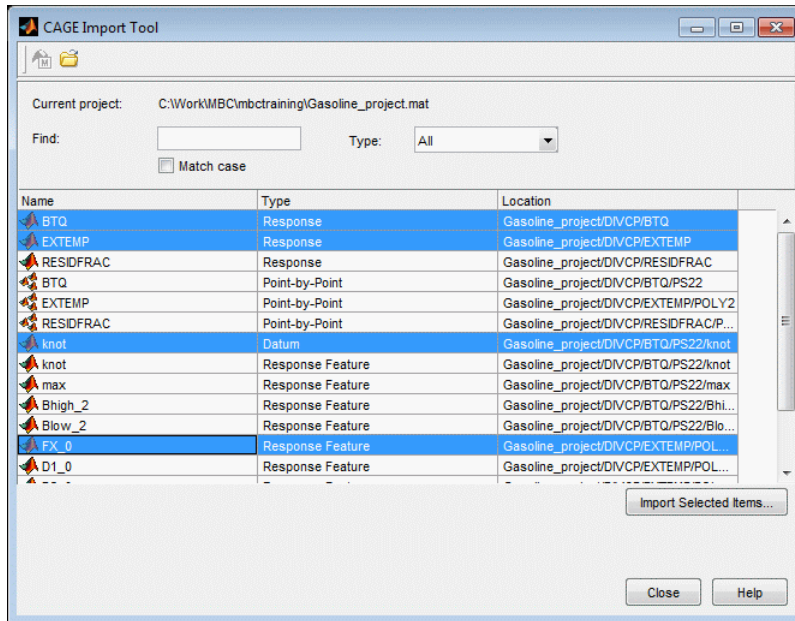 CAGE Import Tool
Current project: C:\Work\MBC\mbctraining\Gasoline_project.mat
Find: Type: All
Match case
Name Type Location
BTQ Response Gasoline_project/DIVCP/BTQ
EXTEMP Response Gasoline_project/DIVCP/EXTEMP
RESIDFRAC Response Gasoline_project/DIVCP/RESIDFRAC
BTQ Point-by-Point Gasoline_project/DIVCP/BTQ/PS22
EXTEMP Point-by-Point Gasoline_project/DIVCP/EXTEMP/POLY2
RESIDFRAC Point-by-Point Gasoline_project/DIVCP/RESIDFRAC/P...
knot Datum Gasoline_project/DIVCP/BTQ/PS22/knot
knot Response Feature Gasoline_project/DIVCP/BTQ/PS22/knot
max Response Feature Gasoline_project/DIVCP/BTQ/PS22/max
Bhigh_2 Response Feature Gasoline_project/DIVCP/BTQ/PS22/Bhi...
Blow_2 Response Feature Gasoline_project/DIVCP/BTQ/PS22/Blo...
FX_0 Response Feature Gasoline_project/DIVCP/EXTEMP/POL...
D1_0 Response Feature Gasoline_project/DIVCP/EXTEMP/POL...
Import Selected Items...
Close Help